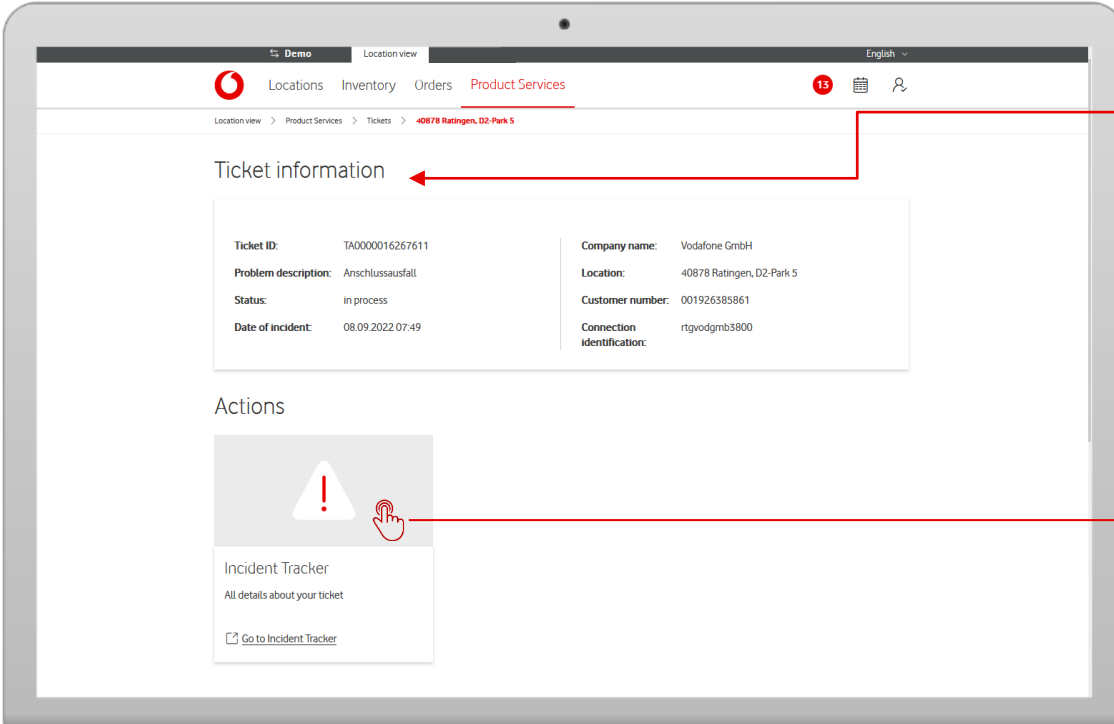 Demo Location view English
Locations Inventory Orders Product Services 13
Location view > Product Services > Tickets > 40878 Ratingen, D2-Park 5
Ticket information
Ticket ID: TA0000016267611
Problem description: Anschlussausfall
Status: in process
Date of incident: 08.09.2022 07:49
Company name: Vodafone GmbH
Location: 40878 Ratingen, D2-Park 5
Customer number: 001926385861
Connection rtgvodgmb3800
identification:
Actions
!
Incident Tracker
All details about your ticket
Go to Incident Tracker